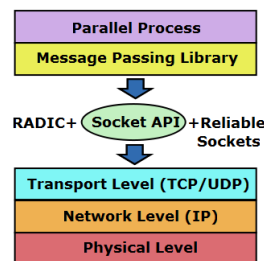 Parallel Process
Message Passing Library
RADIC+ Socket API +Reliable
Sockets
Transport Level (TCP/UDP)
Network Level (IP)
Physical Level